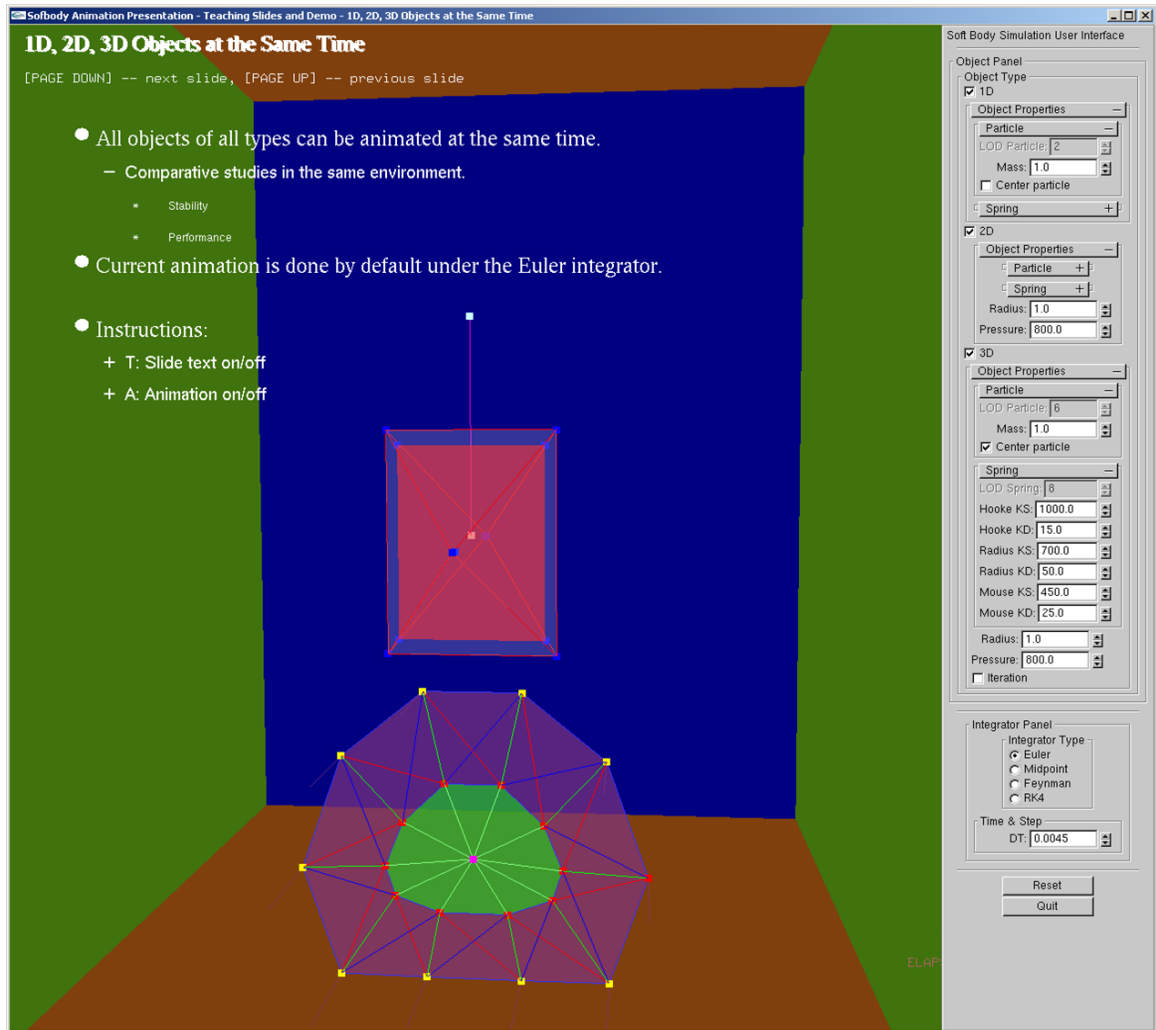 Sofbody Animation Presentation - Teaching Slides and Demo - 1D, 2D, 3D Objects at the Same Time
1D, 2D, 3D Objects at the Same Time
[PAGE DOWN] -- next slide, [PAGE UP] -- previous slide
All objects of all types can be animated at the same time.
– Comparative studies in the same environment.
* Stability
* Performance
Current animation is done by default under the Euler integrator.
Instructions:
+ T: Slide text on/off
+ A: Animation on/off
ELAPS
Soft Body Simulation User Interface
Object Panel
Object Type
1D
Object Properties –
Particle –
LOD Particle: 2
Mass: 1.0
Center particle
Spring +
2D
Object Properties –
Particle +
Spring +
Radius: 1.0
Pressure: 800.0
3D
Object Properties –
Particle –
LOD Particle: 6
Mass: 1.0
Center particle
Spring –
LOD Spring: 8
Hooke KS: 1000.0
Hooke KD: 15.0
Radius KS: 700.0
Radius KD: 50.0
Mouse KS: 450.0
Mouse KD: 25.0
Radius: 1.0
Pressure: 800.0
Iteration
Integrator Panel
Integrator Type
Euler
Midpoint
Feynman
RK4
Time & Step
DT: 0.0045
Reset
Quit